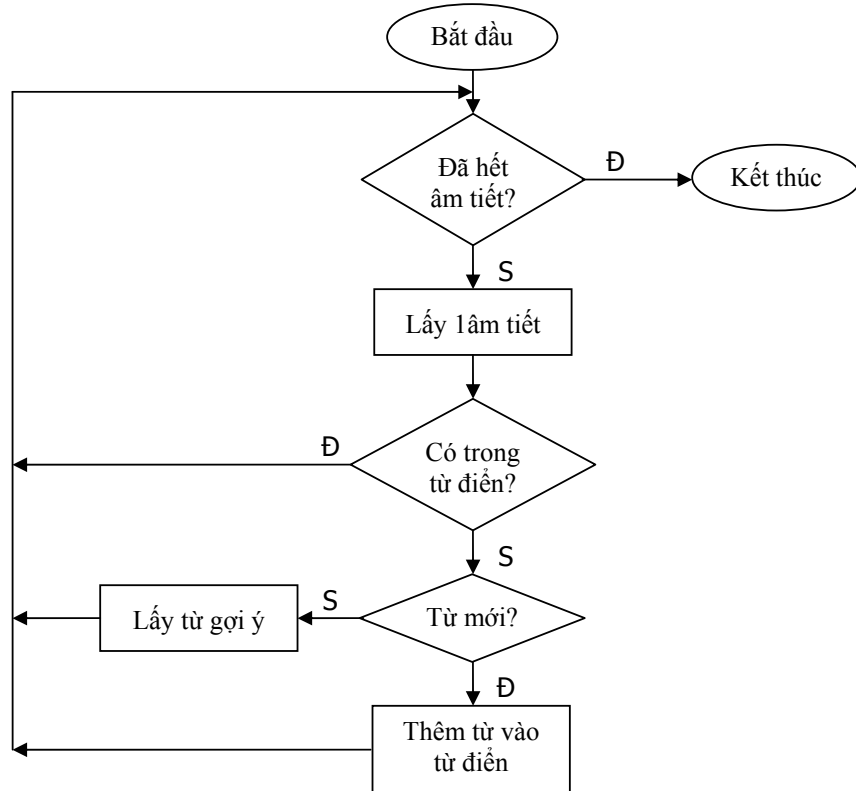 Bắt đầu
Đã hết
âm tiết?
Đ
Kết thúc
S
Lấy 1âm tiết
Đ
Có trong
từ điển?
S
Lấy từ gợi ý
S
Từ mới?
Đ
Thêm từ vào
từ điển